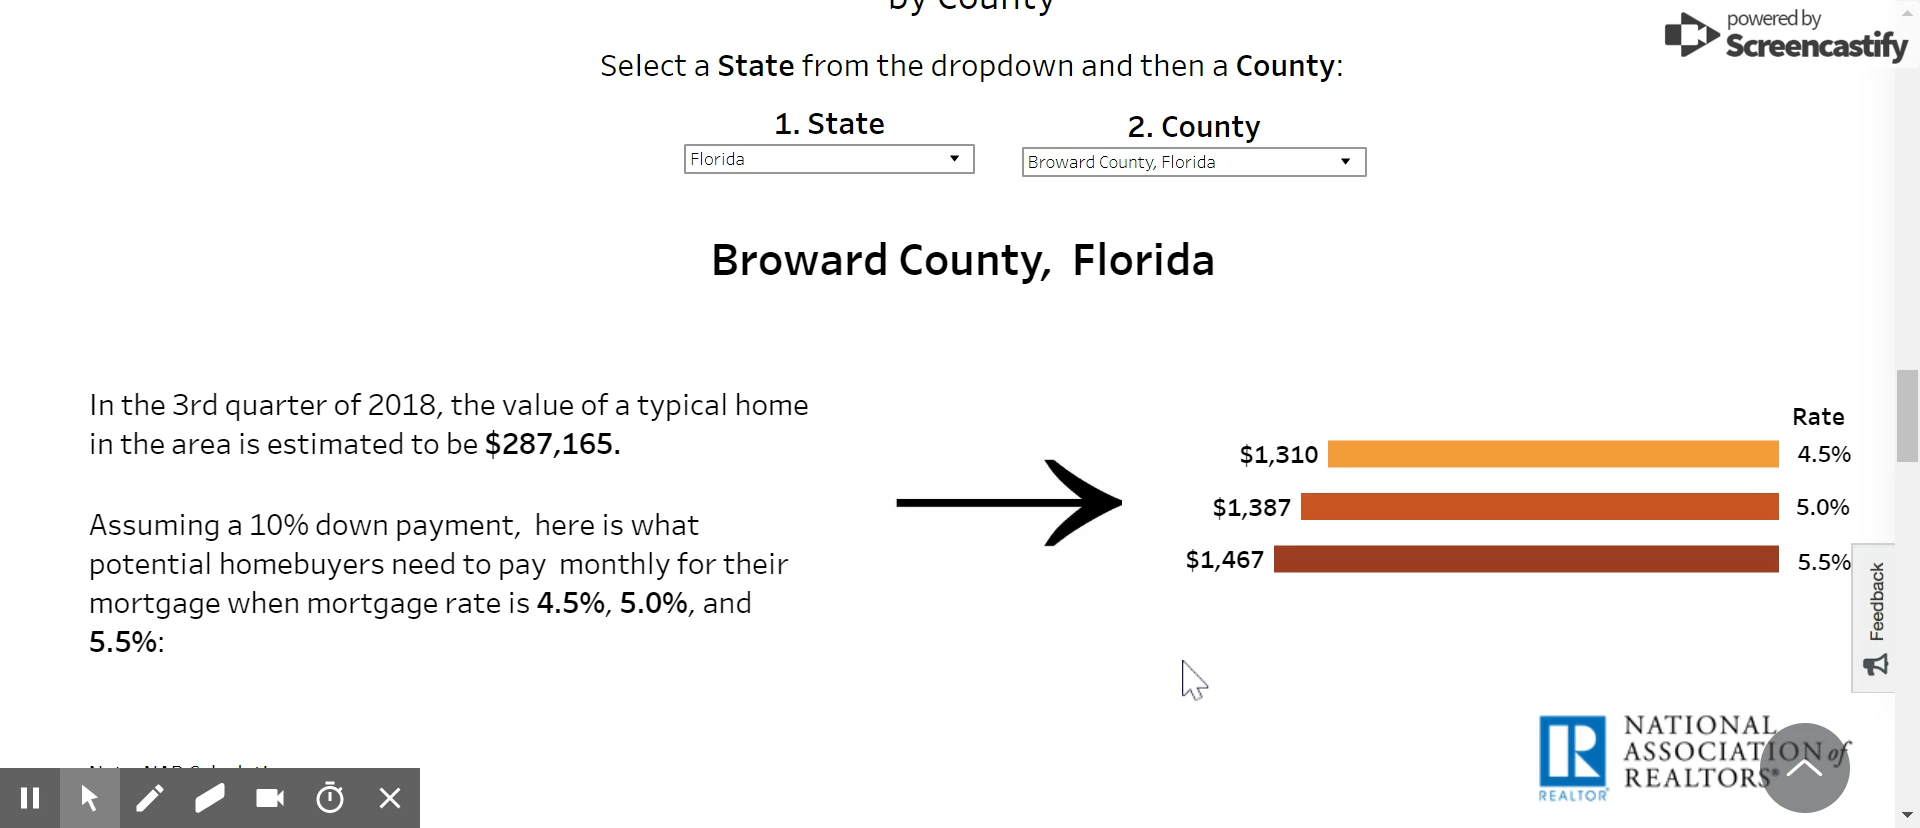 by County
powered by
Screencastify
Select a State from the dropdown and then a County:
1. State
2. County
Florida
Broward County, Florida
Broward County, Florida
In the 3rd quarter of 2018, the value of a typical home
in the area is estimated to be $287,165.
Assuming a 10% down payment, here is what
potential homebuyers need to pay monthly for their
mortgage when mortgage rate is 4.5%, 5.0%, and
5.5%:
Rate
$1,310
4.5%
$1,387
5.0%
$1,467
5.5%
Feedback
NATIONAL
ASSOCIATION of
REALTORS®
REALTOR®